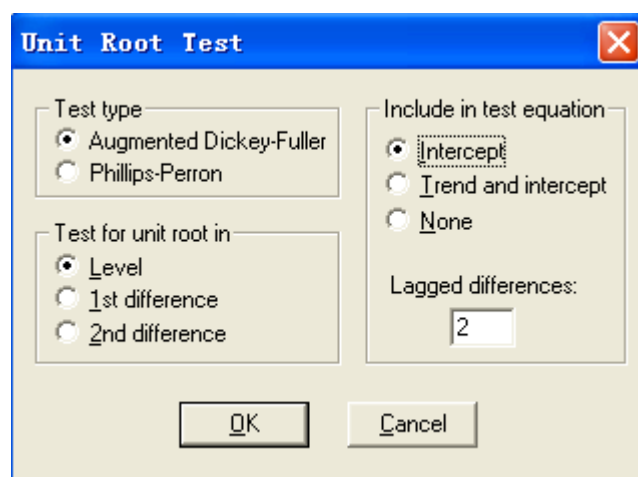 Unit Root Test
Test type
Augmented Dickey-Fuller
Phillips-Perron
Test for unit root in
Level
1st difference
2nd difference
Include in test equation
Intercept
Trend and intercept
None
Lagged differences:
2
OK
Cancel